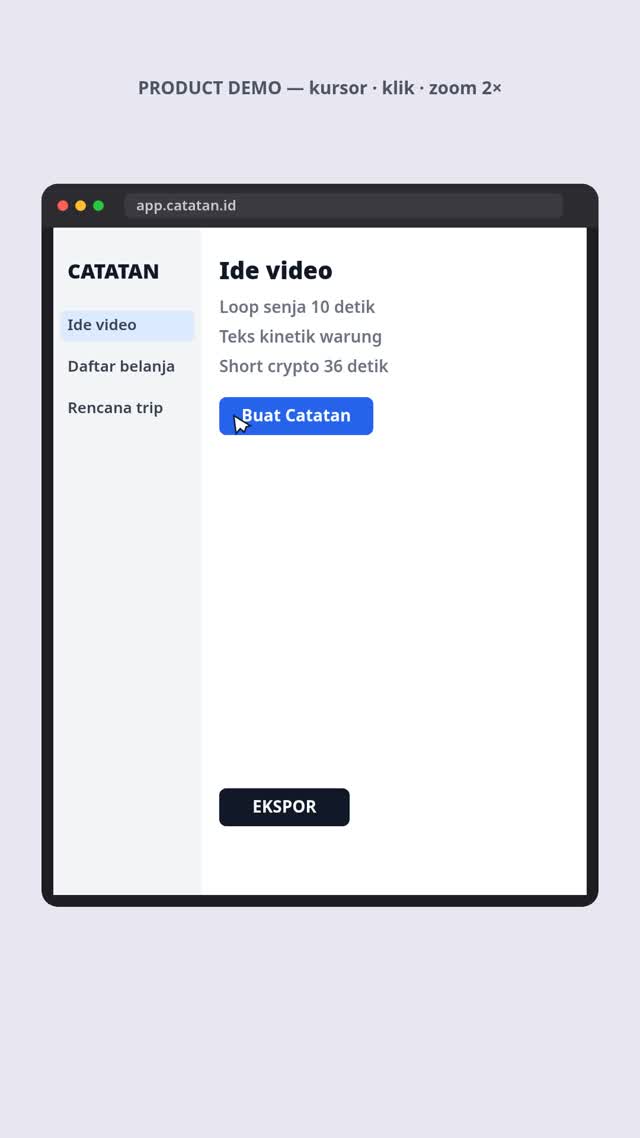 PRODUCT DEMO — kursor · klik · zoom 2×
app.catatan.id
CATATAN
Ide video
Daftar belanja
Rencana trip
Ide video
Loop senja 10 detik
Teks kinetik warung
Short crypto 36 detik
Buat Catatan
EKSPOR